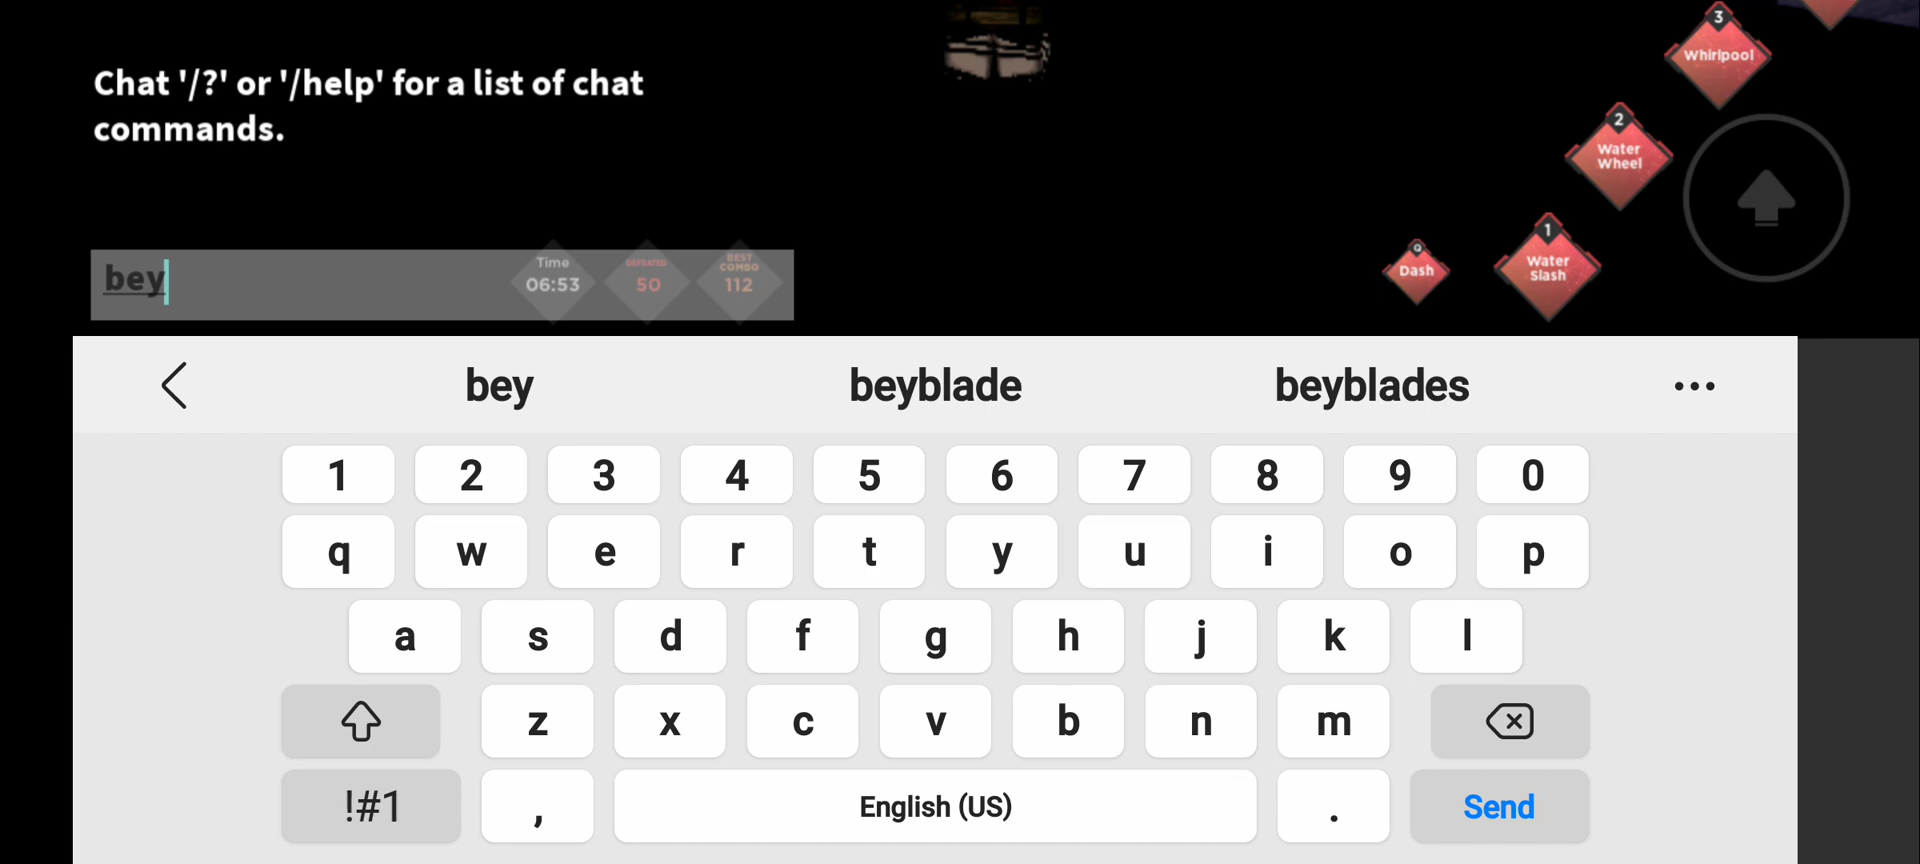 Chat '/?' or '/help' for a list of chat
commands.
3
Whirlpool
2
Water
Wheel
1
Water
Slash
Q
Dash
bey
Time
06:53
DEFEATED
50
BEST
COMBO
112
bey beyblade beyblades
1 2 3 4 5 6 7 8 9 0
q w e r t y u i o p
a s d f g h j k l
z x c v b n m
!#1 , English (US) . Send